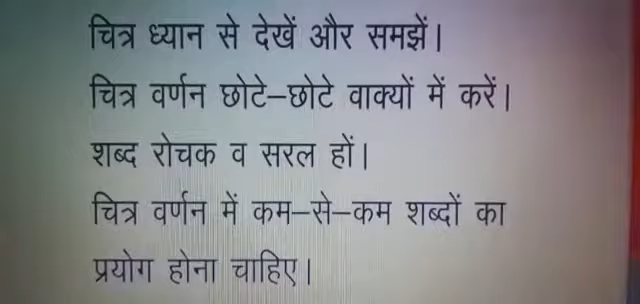 चित्र ध्यान से देखें और समझें।
चित्र वर्णन छोटे–छोटे वाक्यों में करें।
शब्द रोचक व सरल हों।
चित्र वर्णन में कम–से–कम शब्दों का
प्रयोग होना चाहिए।